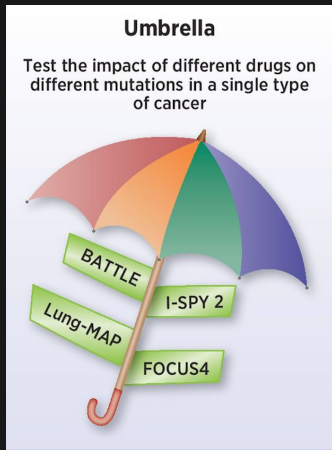 Umbrella
Test the impact of different drugs on
different mutations in a single type
of cancer
BATTLE
I-SPY 2
Lung-MAP
FOCUS4